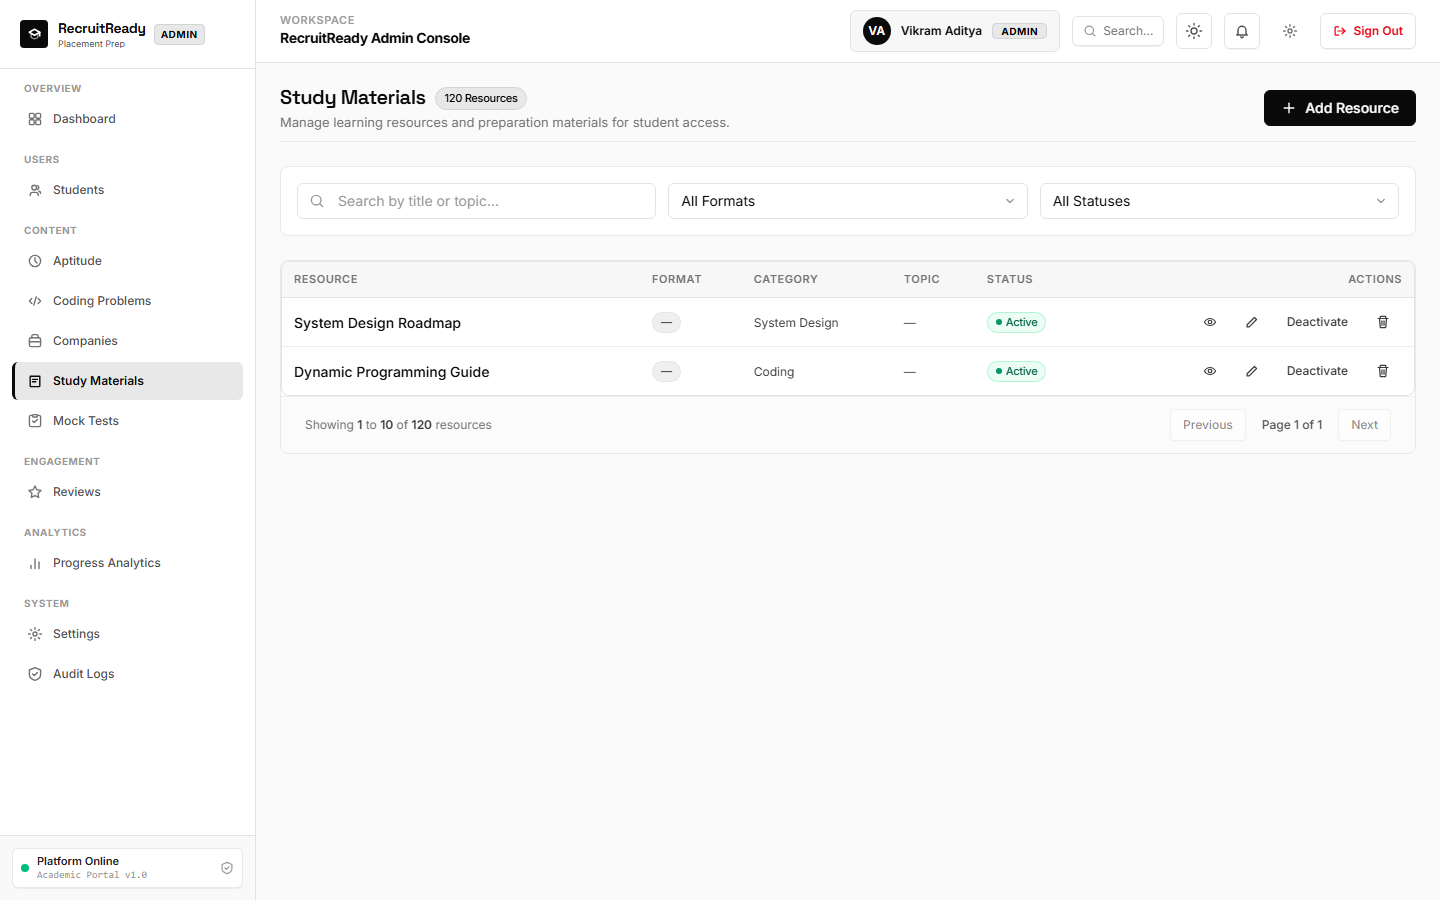 RecruitReady
Placement Prep
ADMIN
OVERVIEW
Dashboard
USERS
Students
CONTENT
Aptitude
Coding Problems
Companies
Study Materials
Mock Tests
ENGAGEMENT
Reviews
ANALYTICS
Progress Analytics
SYSTEM
Settings
Audit Logs
Platform Online
Academic Portal v1.0
WORKSPACE
RecruitReady Admin Console
VA Vikram Aditya ADMIN
Search...
Sign Out
Study Materials 120 Resources
Manage learning resources and preparation materials for student access.
Add Resource
Search by title or topic... All Formats All Statuses
RESOURCE FORMAT CATEGORY TOPIC STATUS ACTIONS
System Design Roadmap — System Design — Active Deactivate
Dynamic Programming Guide — Coding — Active Deactivate
Showing 1 to 10 of 120 resources Previous Page 1 of 1 Next